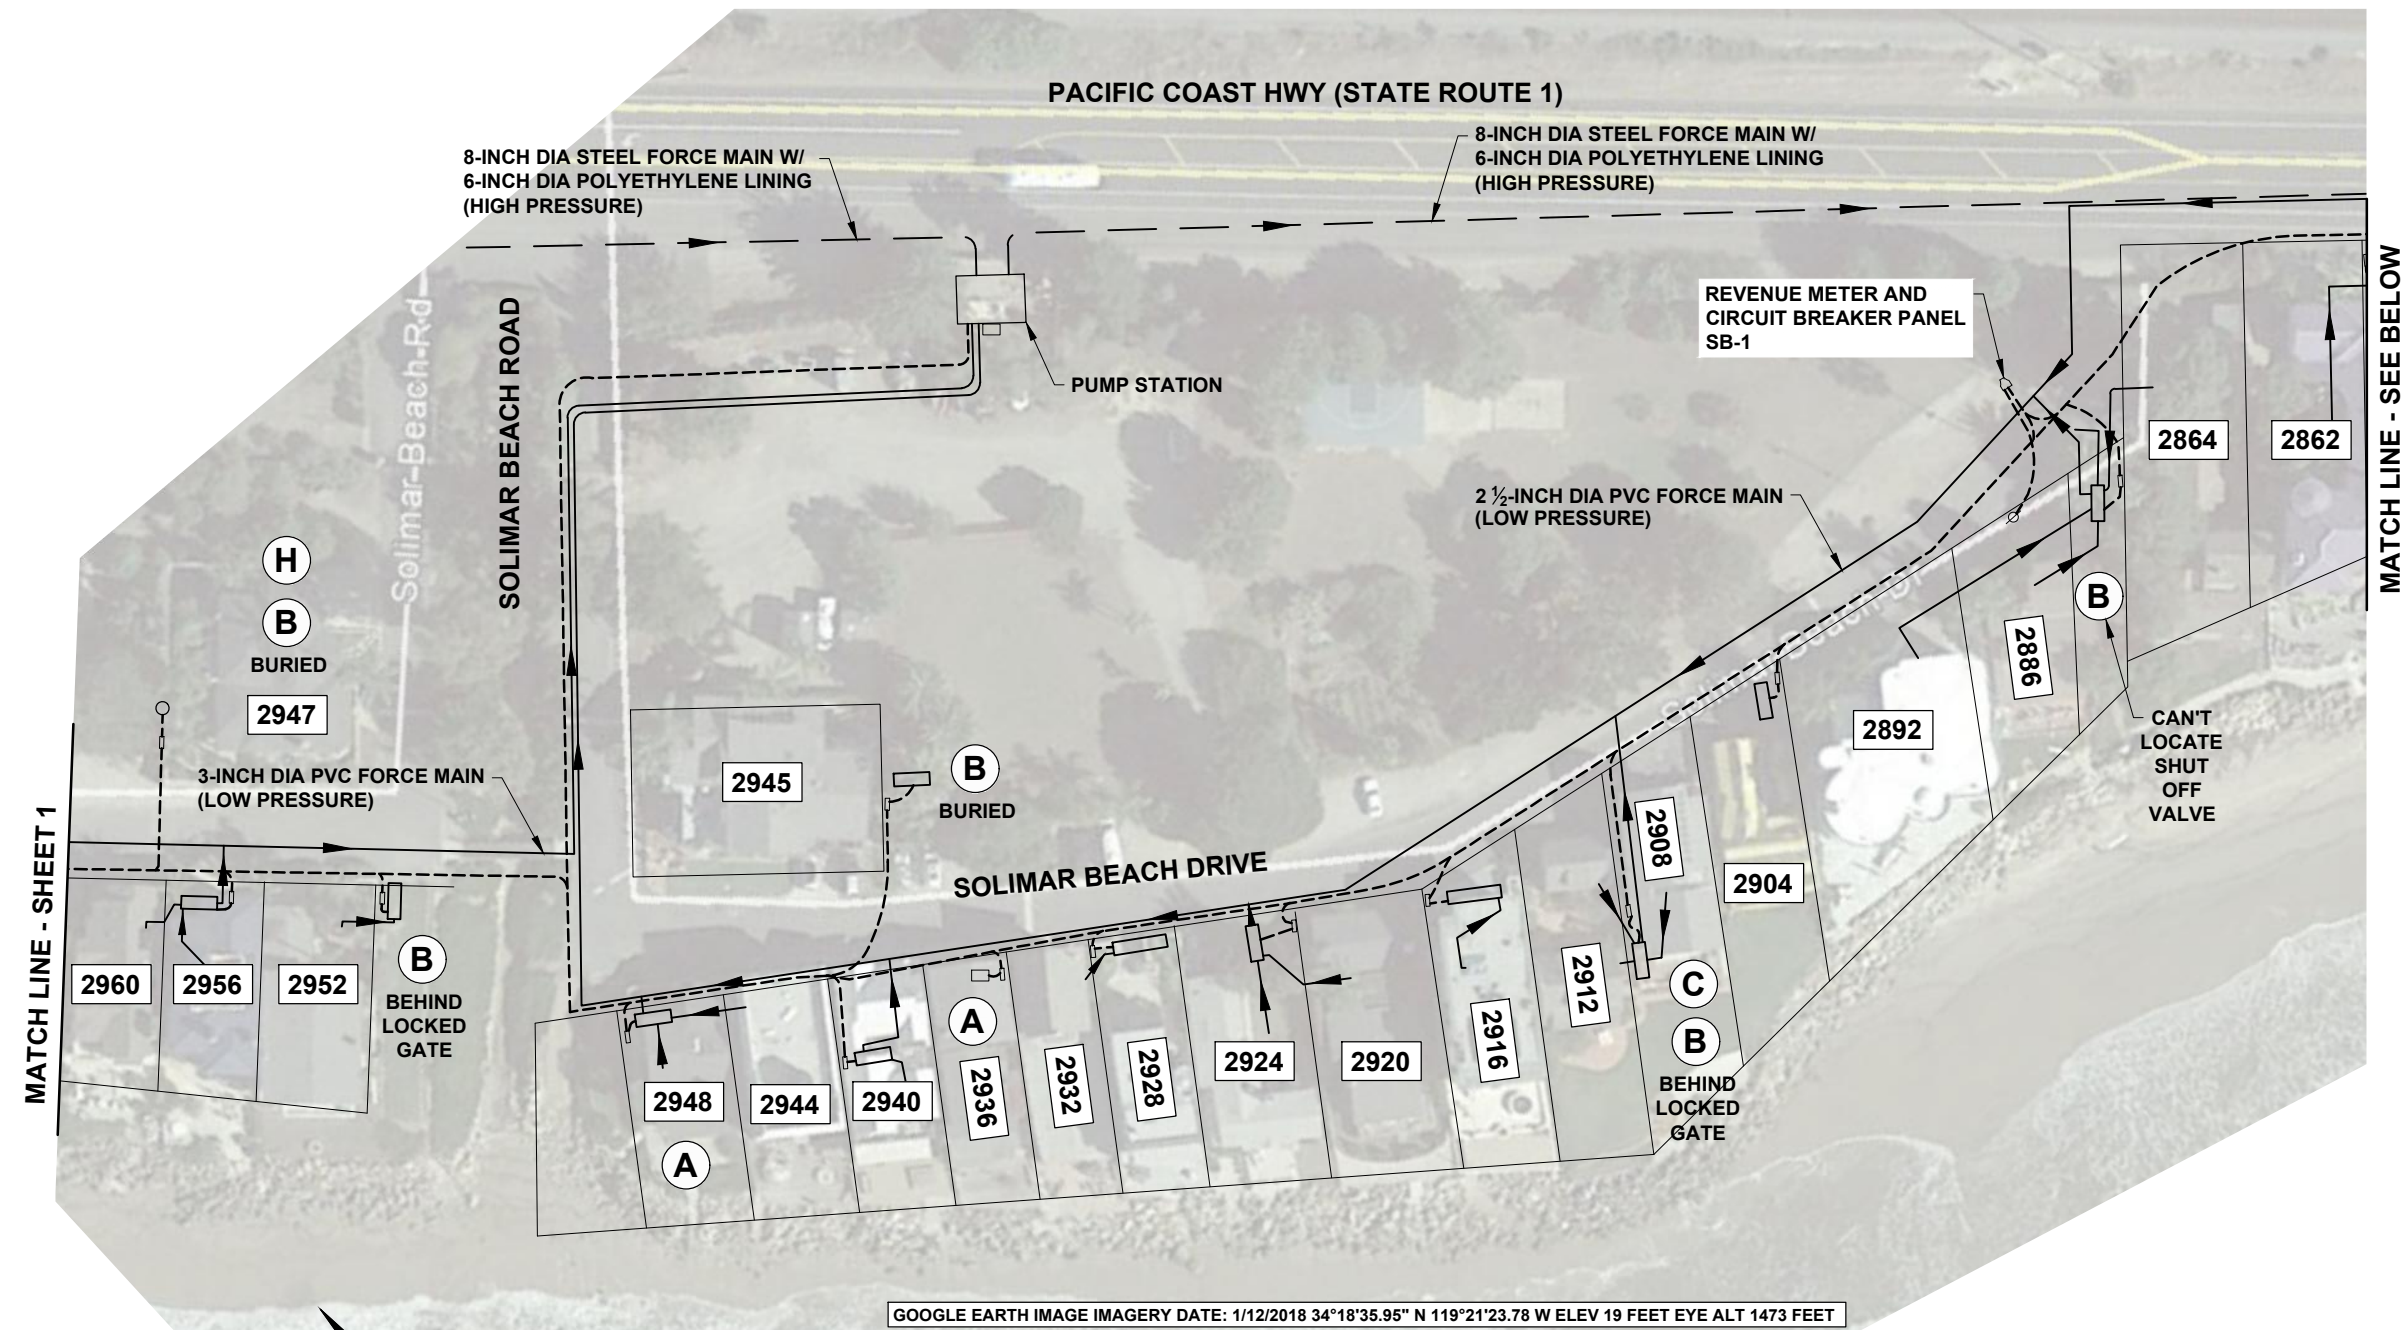 PACIFIC COAST HWY (STATE ROUTE 1)
8-INCH DIA STEEL FORCE MAIN W/
6-INCH DIA POLYETHYLENE LINING
(HIGH PRESSURE)
8-INCH DIA STEEL FORCE MAIN W/
6-INCH DIA POLYETHYLENE LINING
(HIGH PRESSURE)
REVENUE METER AND
CIRCUIT BREAKER PANEL
SB-1
MATCH LINE - SEE BELOW
SOLIMAR BEACH ROAD
Solimar-Beach-Rd
PUMP STATION
2864
2862
2 ½-INCH DIA PVC FORCE MAIN
(LOW PRESSURE)
H
B
BURIED
2947
B
2886
CAN'T
LOCATE
SHUT
OFF
VALVE
2892
3-INCH DIA PVC FORCE MAIN
(LOW PRESSURE)
2945
B
BURIED
2908
2904
MATCH LINE - SHEET 1
SOLIMAR BEACH DRIVE
2960
2956
2952
B
BEHIND
LOCKED
GATE
2948
A
2944
2940
A
2936
2932
2928
2924
2920
2916
2912
C
B
BEHIND
LOCKED
GATE
GOOGLE EARTH IMAGE IMAGERY DATE: 1/12/2018 34°18'35.95" N 119°21'23.78 W ELEV 19 FEET EYE ALT 1473 FEET